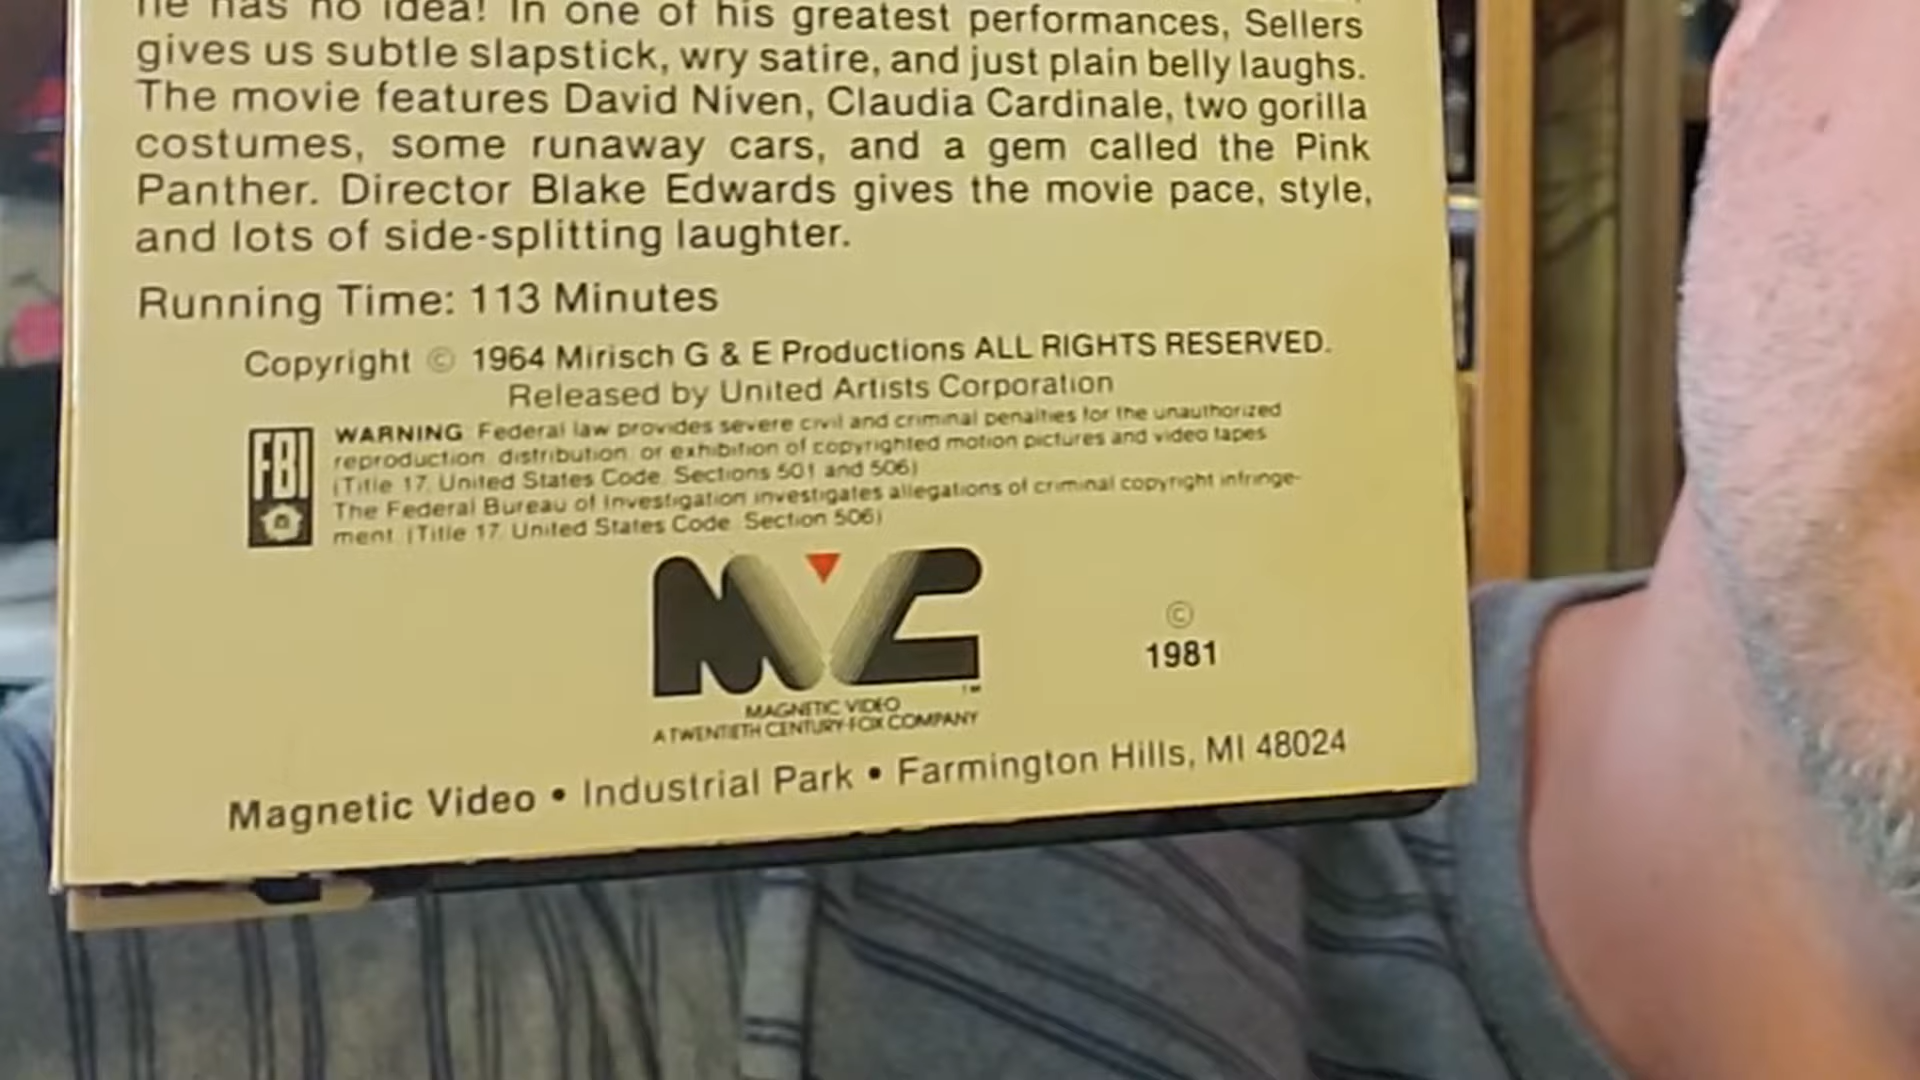 he has no idea! In one of his greatest performances, Sellers
gives us subtle slapstick, wry satire, and just plain belly laughs.
The movie features David Niven, Claudia Cardinale, two gorilla
costumes, some runaway cars, and a gem called the Pink
Panther. Director Blake Edwards gives the movie pace, style,
and lots of side-splitting laughter.
Running Time: 113 Minutes
Copyright © 1964 Mirisch G & E Productions ALL RIGHTS RESERVED.
Released by United Artists Corporation
FBI
WARNING Federal law provides severe civil and criminal penalties for the unauthorized
reproduction, distribution, or exhibition of copyrighted motion pictures and video tapes
(Title 17, United States Code, Sections 501 and 506)
The Federal Bureau of Investigation investigates allegations of criminal copyright infringe-
ment (Title 17, United States Code, Section 506)
MVC
TM
MAGNETIC VIDEO
A TWENTIETH CENTURY-FOX COMPANY
©
1981
Magnetic Video • Industrial Park • Farmington Hills, MI 48024